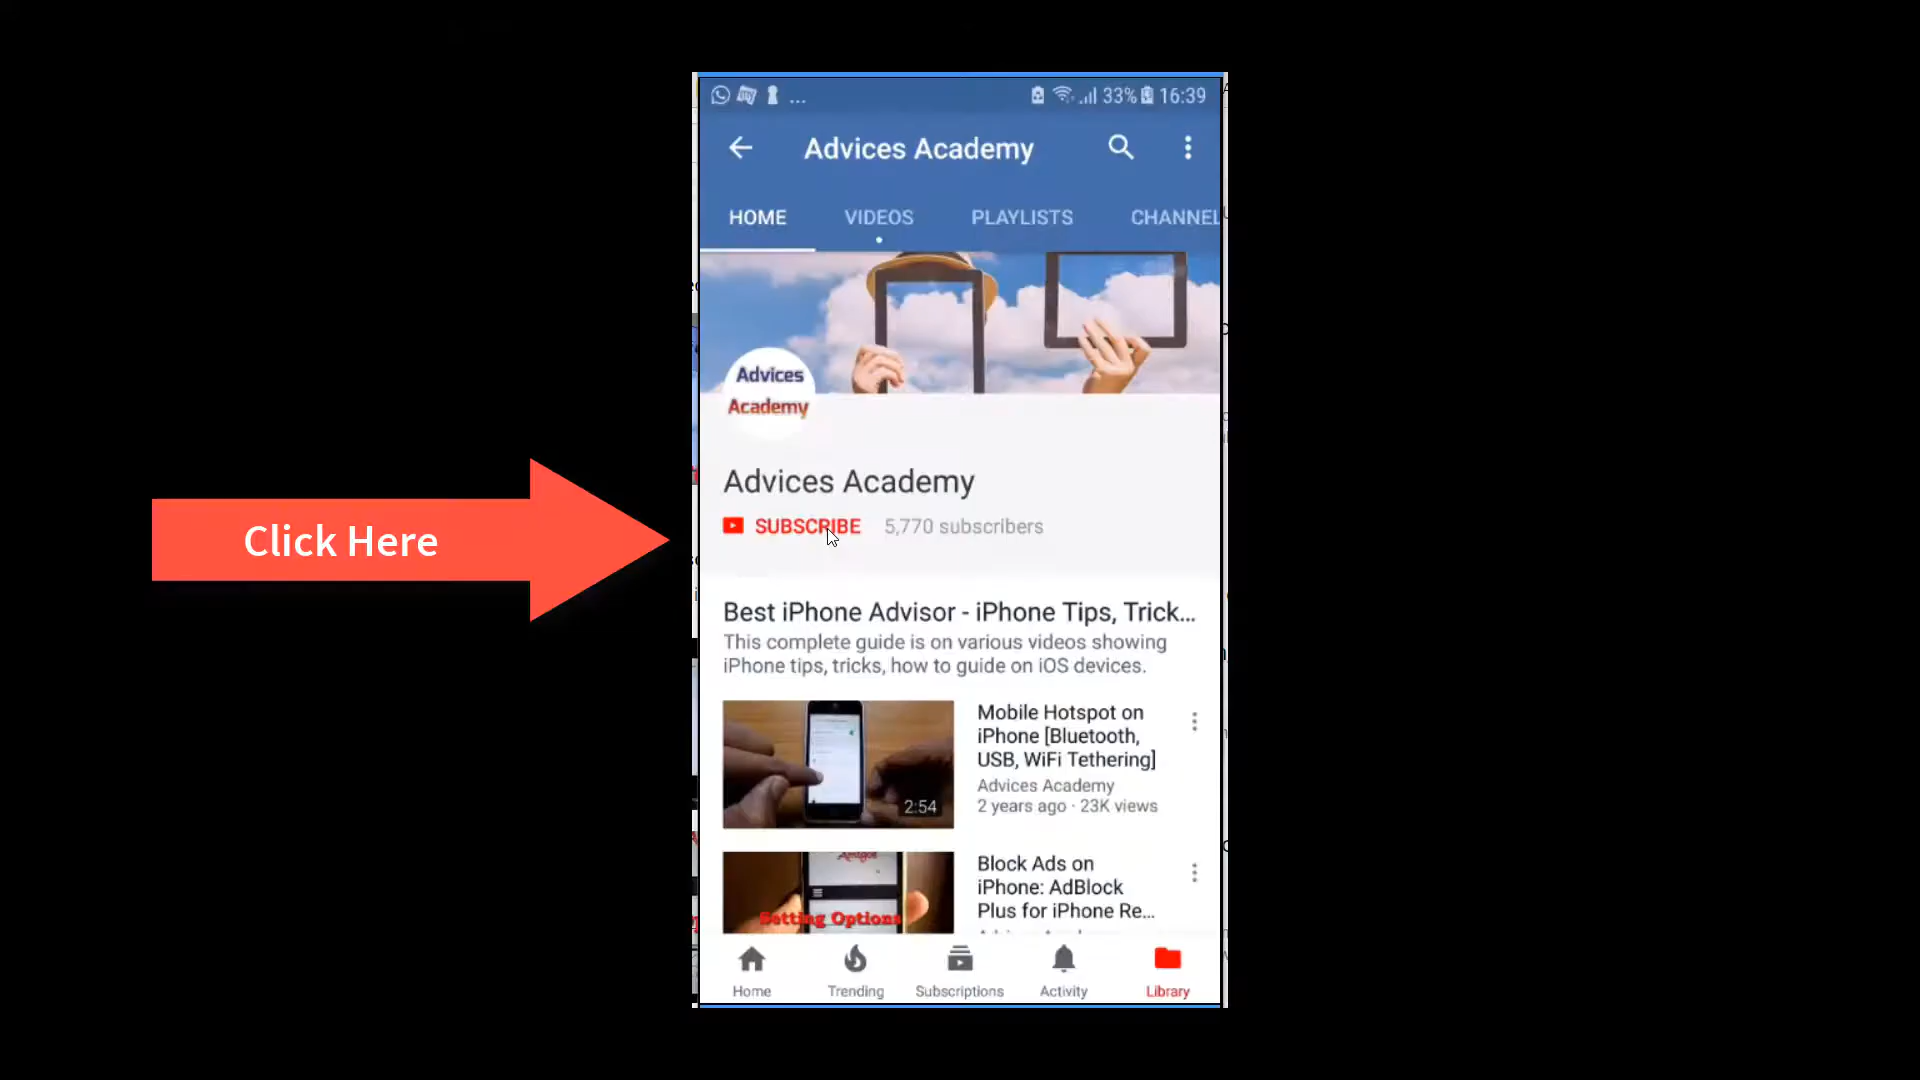 ... 33% 16:39
Advices Academy
HOME VIDEOS PLAYLISTS CHANNEL
Advices
Academy
Advices Academy
Click Here
SUBSCRIBE 5,770 subscribers
Best iPhone Advisor - iPhone Tips, Trick...
This complete guide is on various videos showing
iPhone tips, tricks, how to guide on iOS devices.
Mobile Hotspot on
iPhone [Bluetooth,
USB, WiFi Tethering]
Advices Academy
2 years ago · 23K views
2:54
Block Ads on
iPhone: AdBlock
Plus for iPhone Re...
Amigos
Setting Options
Home Trending Subscriptions Activity Library